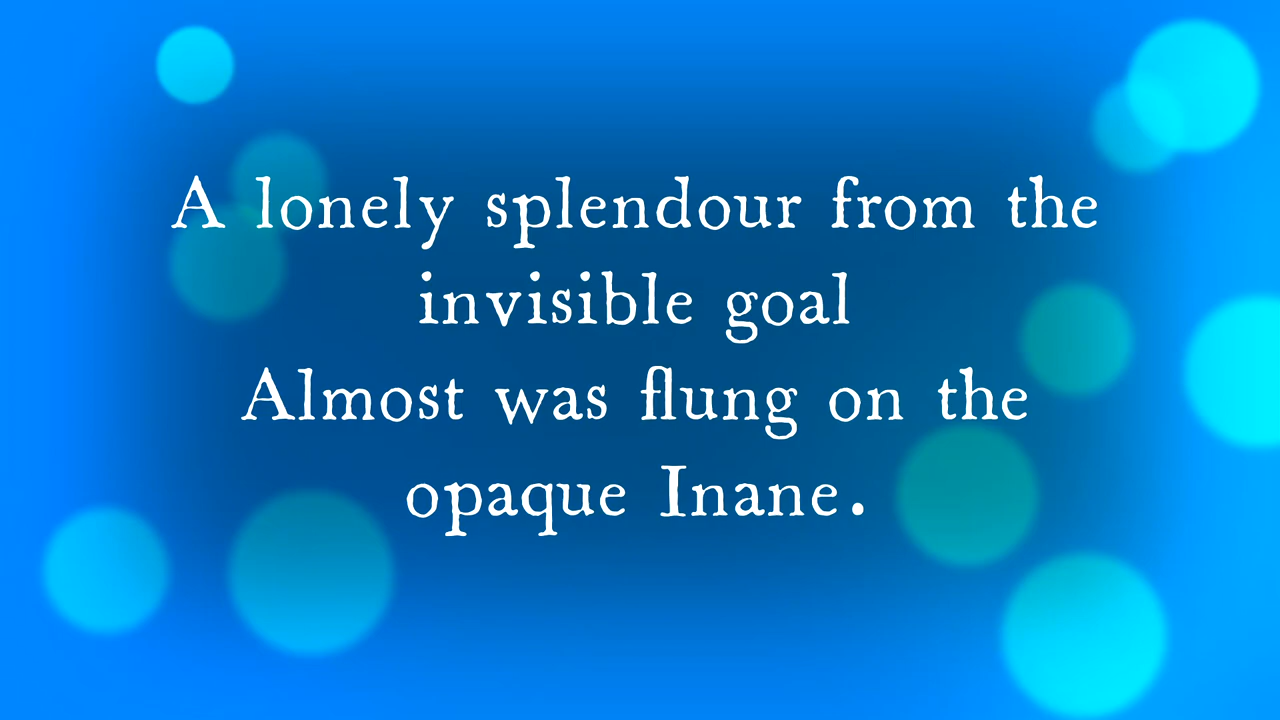 A lonely splendour from the
invisible goal
Almost was flung on the
opaque Inane.